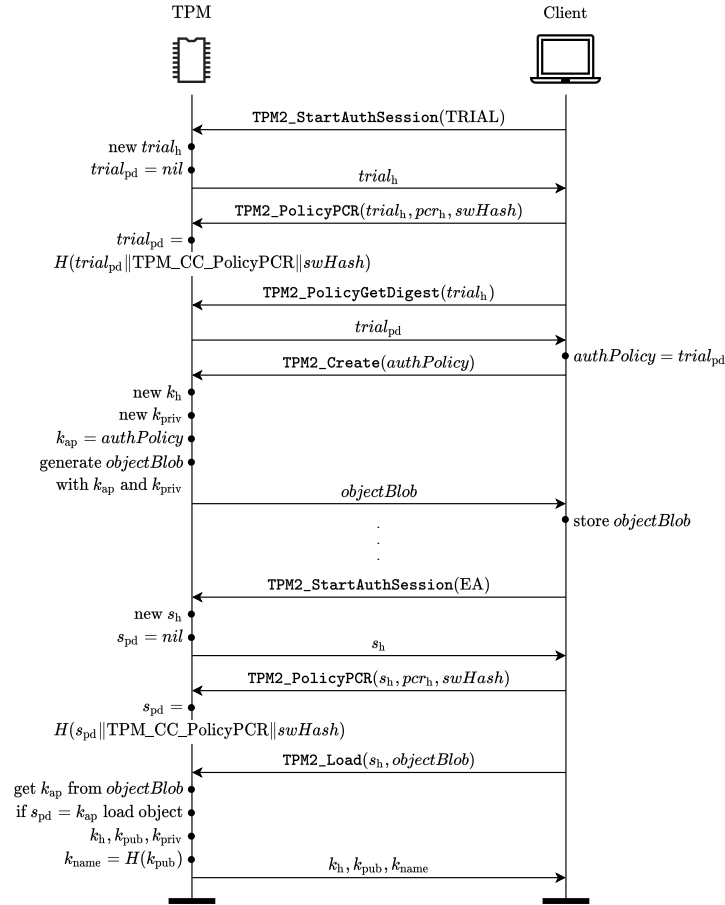 TPM Client
TPM2_StartAuthSession(TRIAL)
new trial_h
trial_pd = nil
trial_h
TPM2_PolicyPCR(trial_h, pcr_h, swHash)
trial_pd =
H(trial_pd‖TPM_CC_PolicyPCR‖swHash)
TPM2_PolicyGetDigest(trial_h)
trial_pd
authPolicy = trial_pd
TPM2_Create(authPolicy)
new k_h
new k_priv
k_ap = authPolicy
generate objectBlob
with k_ap and k_priv
objectBlob
store objectBlob
.
.
.
TPM2_StartAuthSession(EA)
new s_h
s_pd = nil
s_h
TPM2_PolicyPCR(s_h, pcr_h, swHash)
s_pd =
H(s_pd‖TPM_CC_PolicyPCR‖swHash)
TPM2_Load(s_h, objectBlob)
get k_ap from objectBlob
if s_pd = k_ap load object
k_h, k_pub, k_priv
k_name = H(k_pub)
k_h, k_pub, k_name